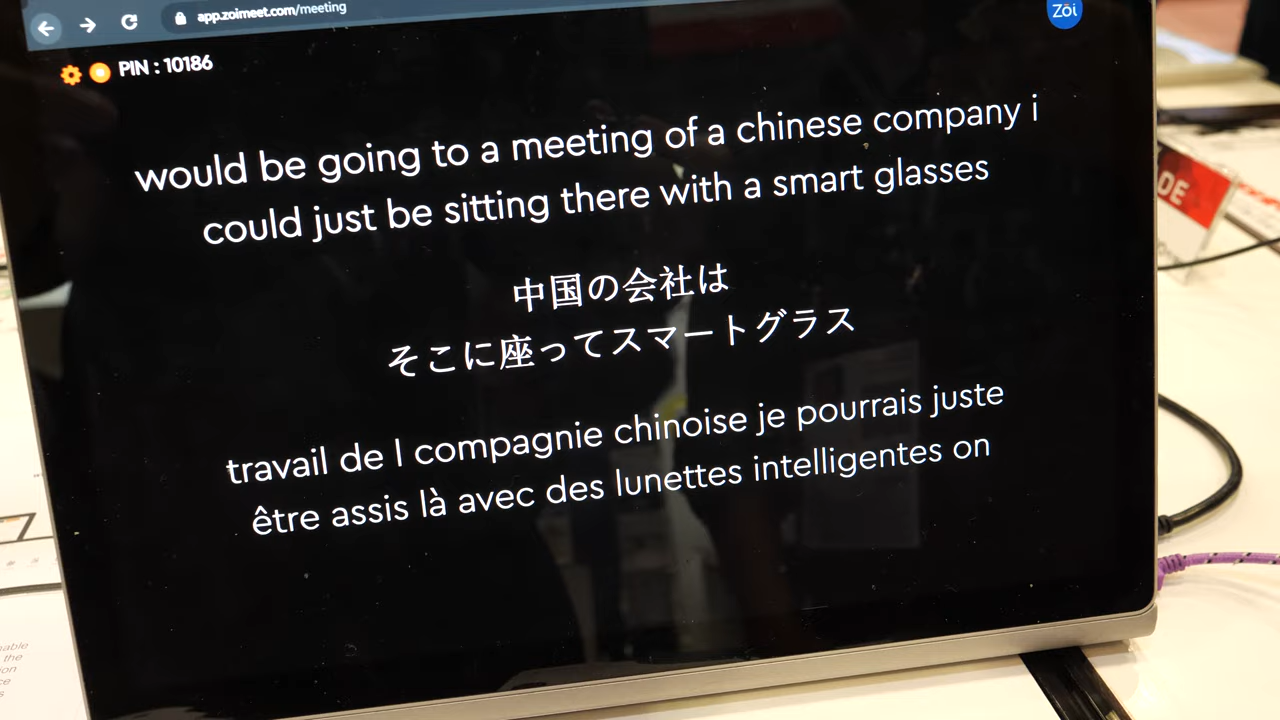 app.zoimeet.com/meeting
Zöi
PIN : 10186
would be going to a meeting of a chinese company i
could just be sitting there with a smart glasses
中国の会社は
そこに座ってスマートグラス
travail de l compagnie chinoise je pourrais juste
être assis là avec des lunettes intelligentes on
DE
the